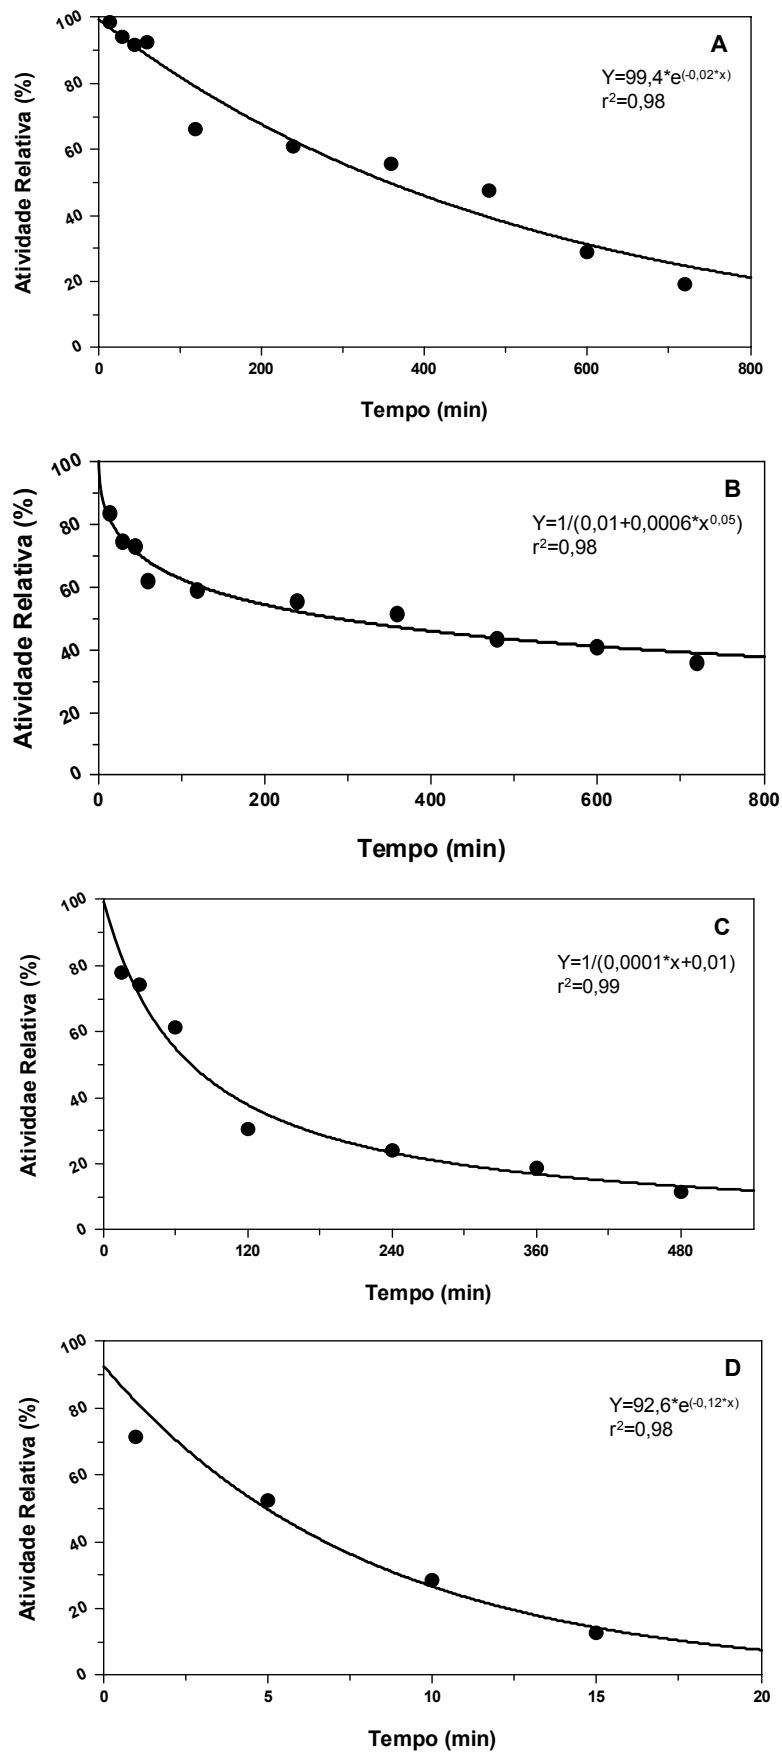 100
A
Y=99,4*e(-0,02*x)
r²=0,98
80
60
40
20
0
Atividade Relativa (%)
0 200 400 600 800
Tempo (min)
100
B
Y=1/(0,01+0,0006*x0,05)
r²=0,98
80
60
40
20
0
Atividade Relativa (%)
0 200 400 600 800
Tempo (min)
100
C
Y=1/(0,0001*x+0,01)
r²=0,99
80
60
40
20
0
Atividdae Relativa (%)
0 120 240 360 480
Tempo (min)
100
D
Y=92,6*e(-0,12*x)
r²=0,98
80
60
40
20
0
Atividade Relativa (%)
0 5 10 15 20
Tempo (min)